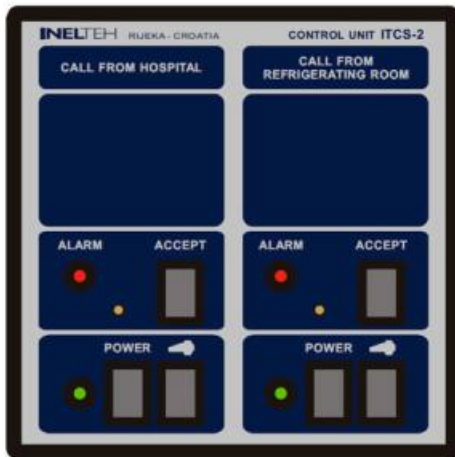 INELTEH RIJEKA - CROATIA CONTROL UNIT ITCS-2
CALL FROM HOSPITAL
CALL FROM
REFRIGERATING ROOM
ALARM ACCEPT
ALARM ACCEPT
POWER
POWER